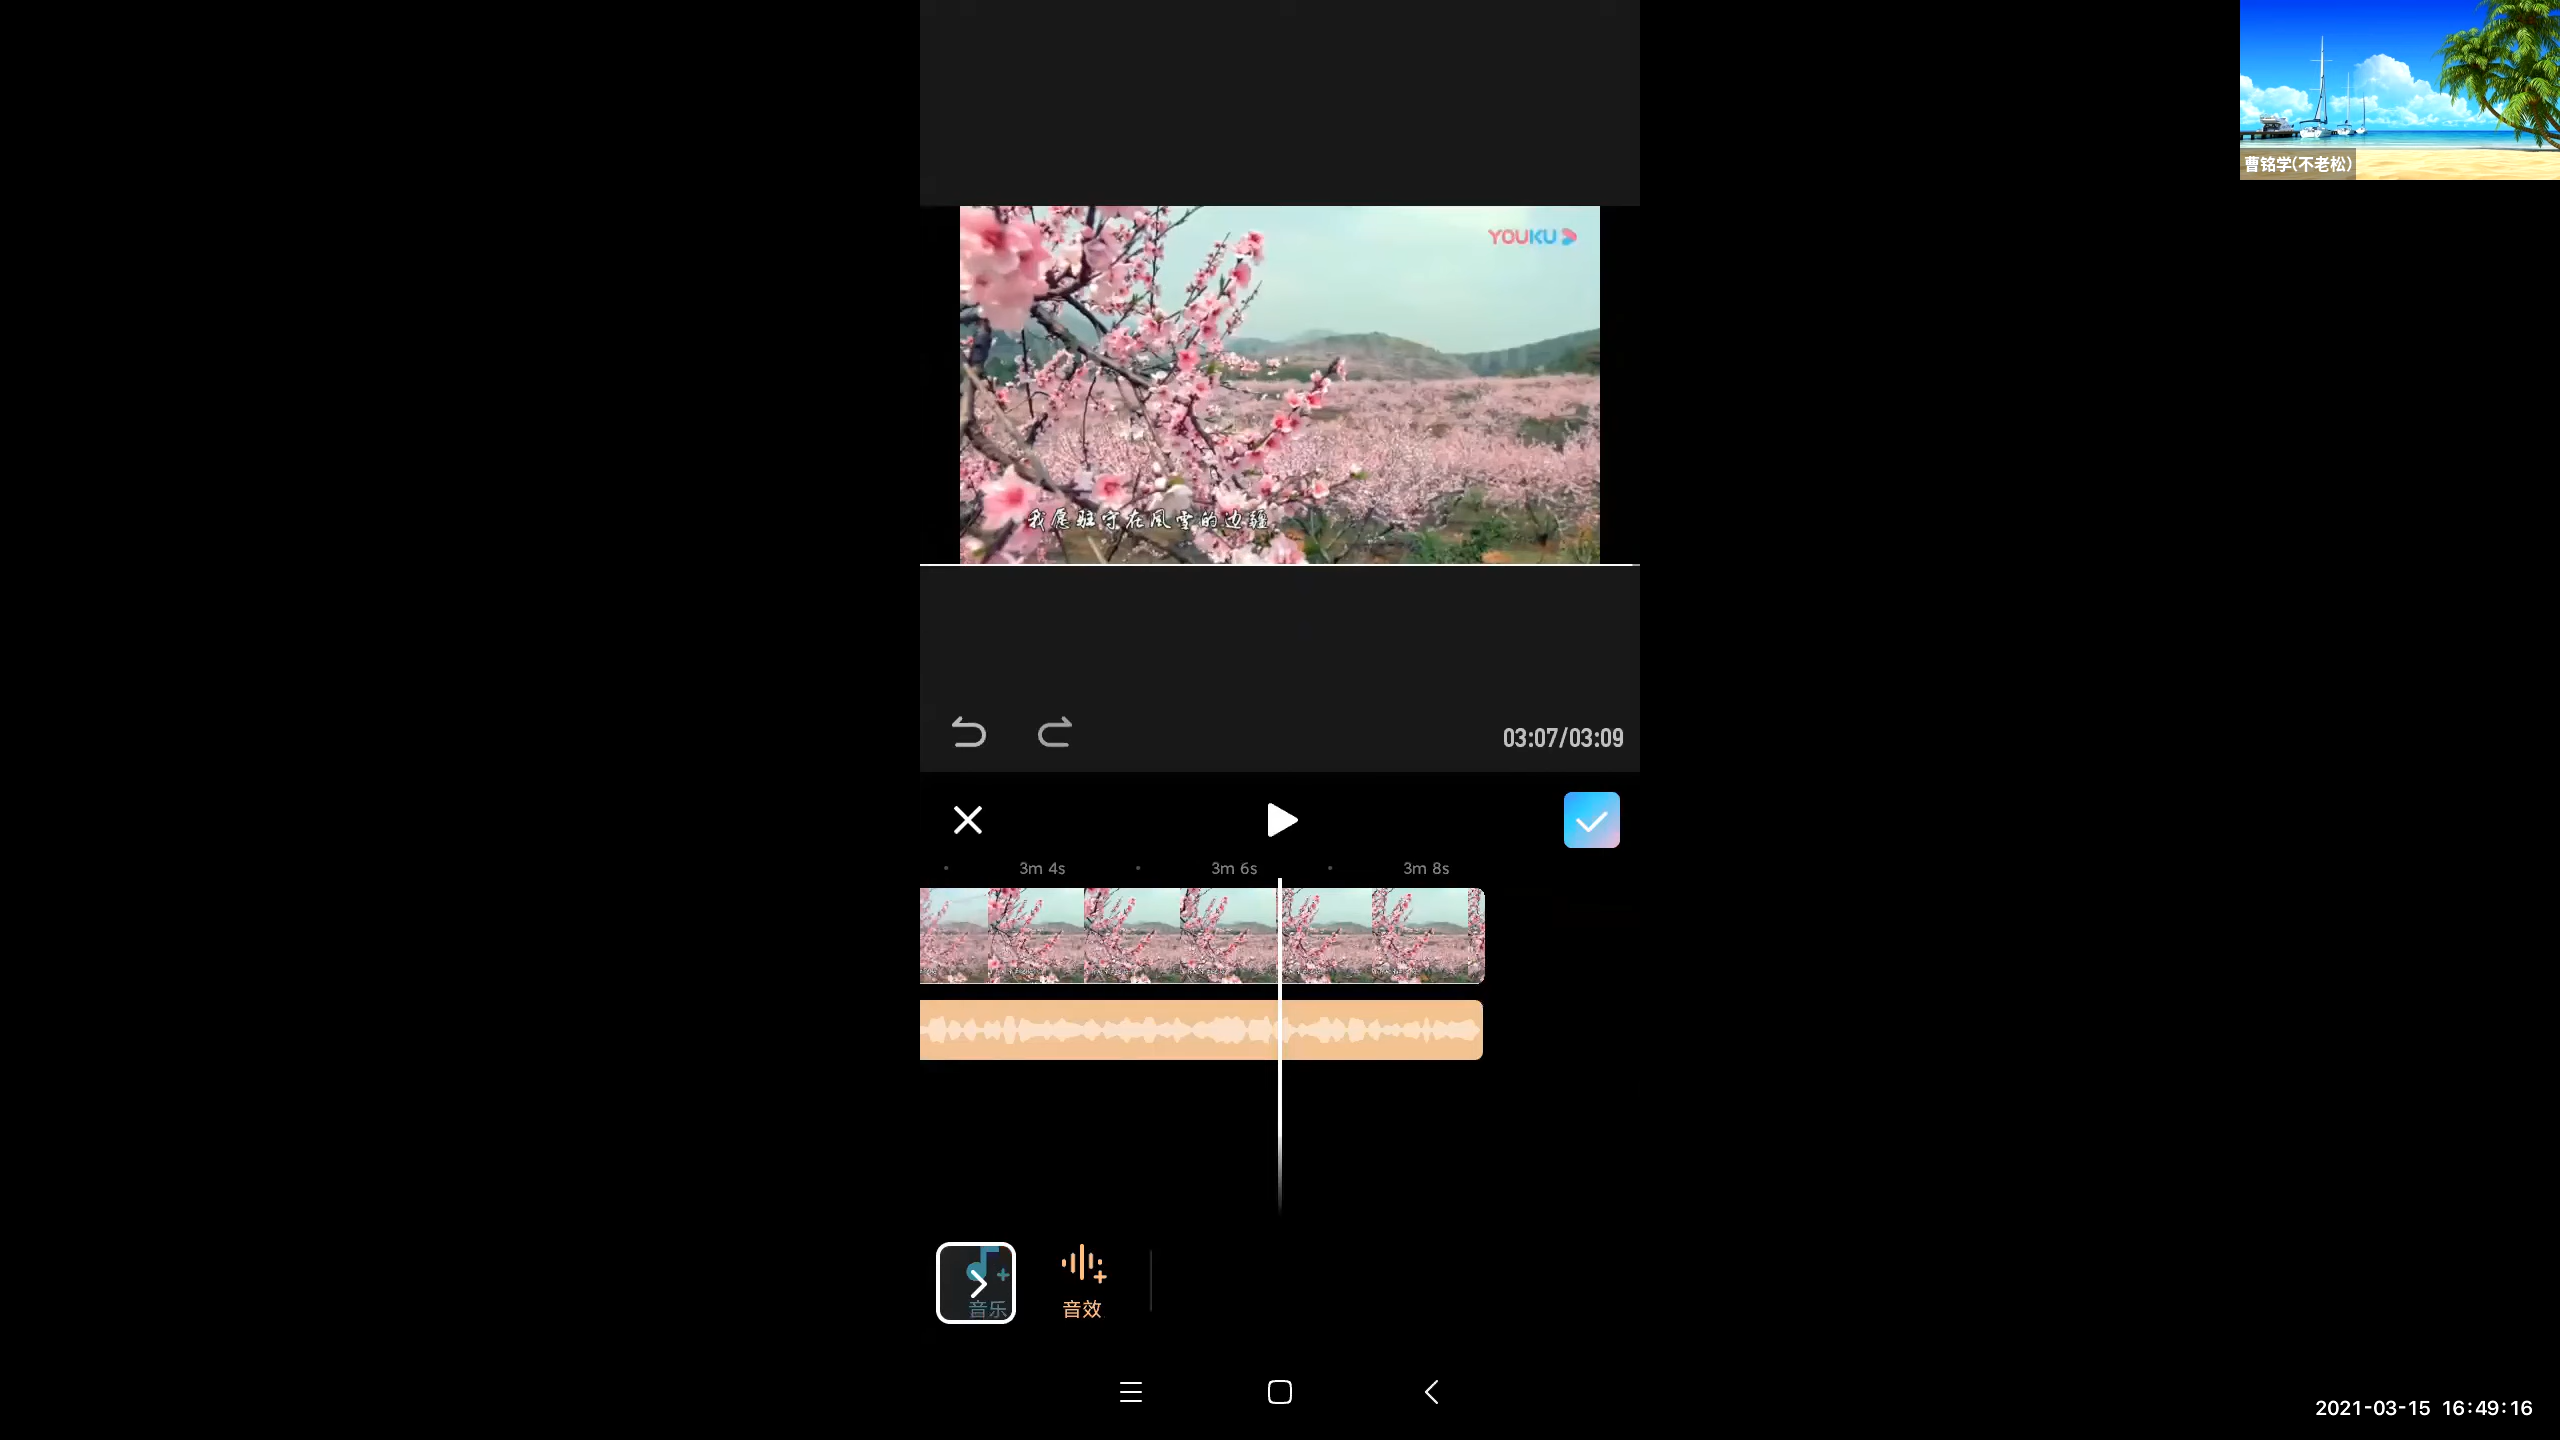 曹铭学(不老松)
YOUKU
我愿驻守在风雪的边疆
03:07/03:09
3m 4s
3m 6s
3m 8s
音乐
音效
2021-03-15 16:49:16